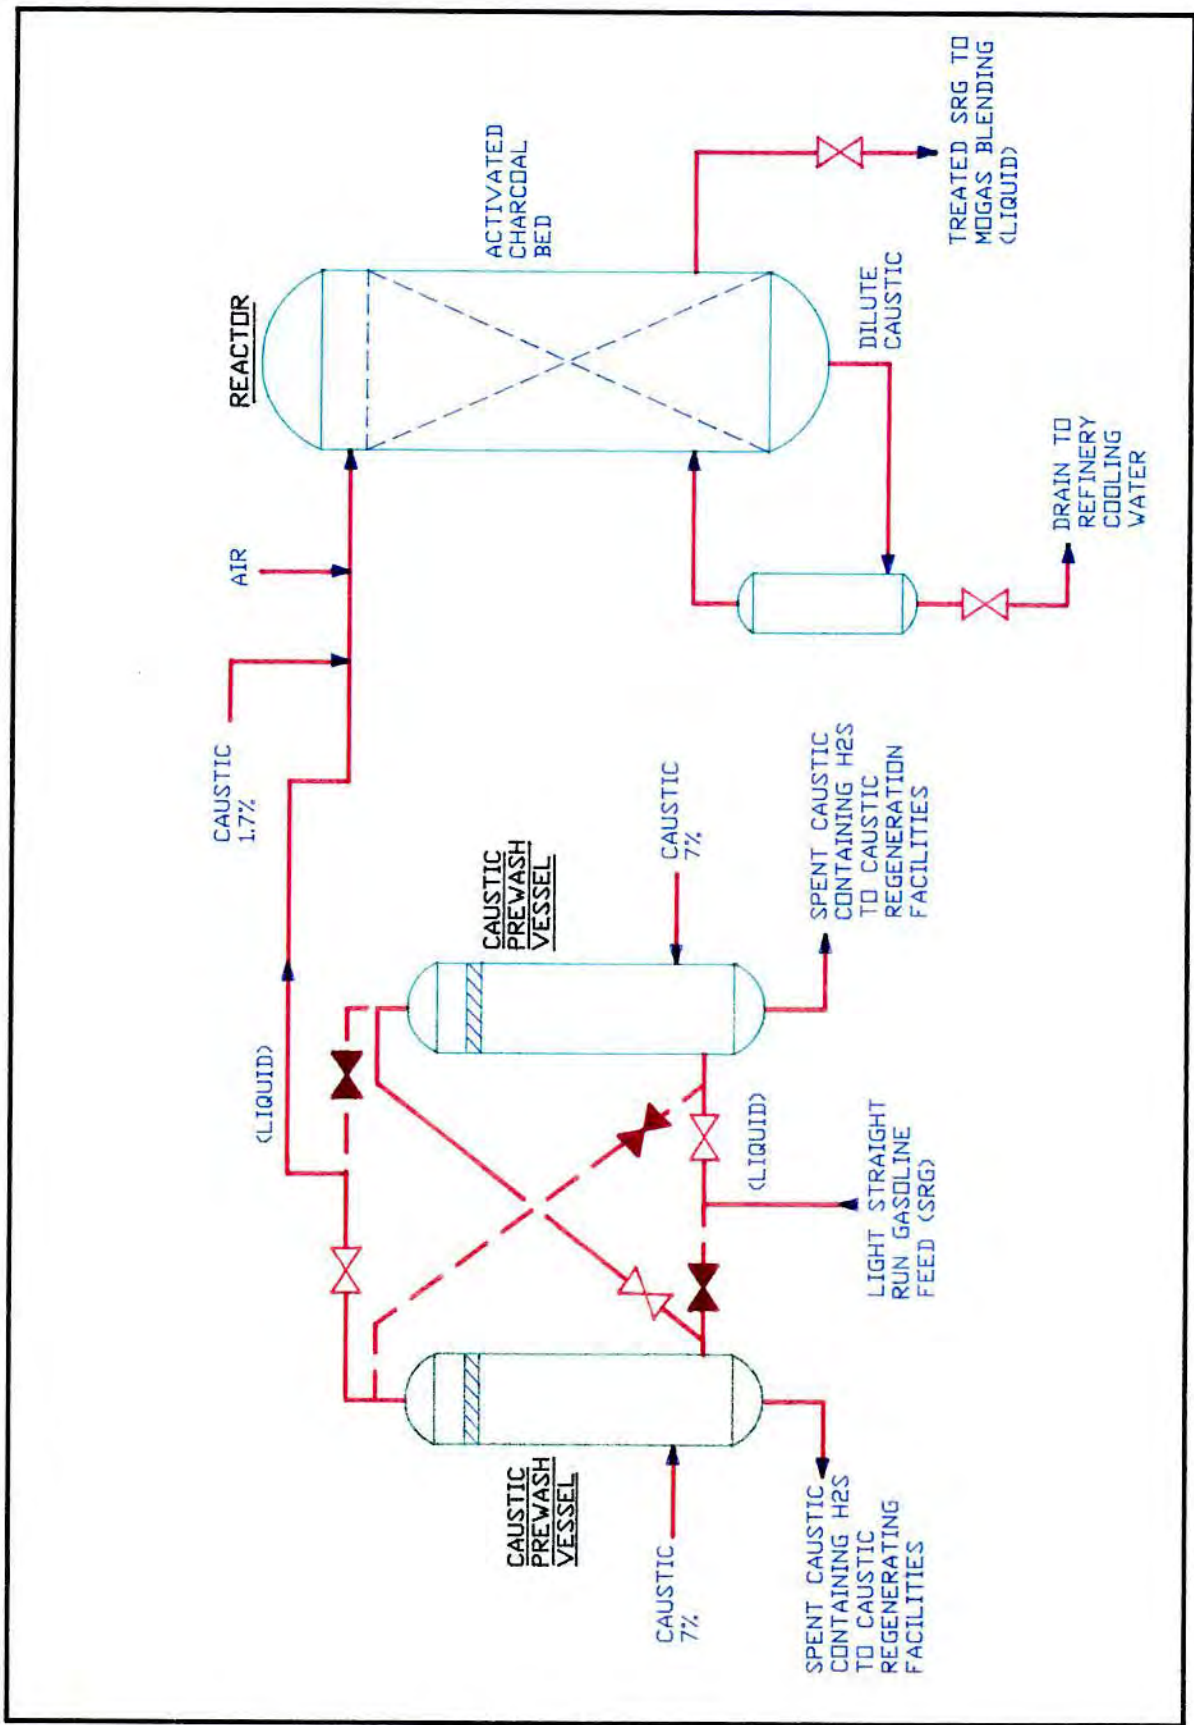 REACTOR
AIR
CAUSTIC
1.7%
ACTIVATED
CHARCOAL
BED
(LIQUID)
CAUSTIC
PREWASH
VESSEL
CAUSTIC
PREWASH
VESSEL
CAUSTIC
7%
CAUSTIC
7%
(LIQUID)
DILUTE
CAUSTIC
SPENT CAUSTIC
CONTAINING H2S
TO CAUSTIC
REGENERATING
FACILITIES
LIGHT STRAIGHT
RUN GASOLINE
FEED (SRG)
SPENT CAUSTIC
CONTAINING H2S
TO CAUSTIC
REGENERATION
FACILITIES
DRAIN TO
REFINERY
COOLING
WATER
TREATED SRG TO
MOGAS BLENDING
(LIQUID)